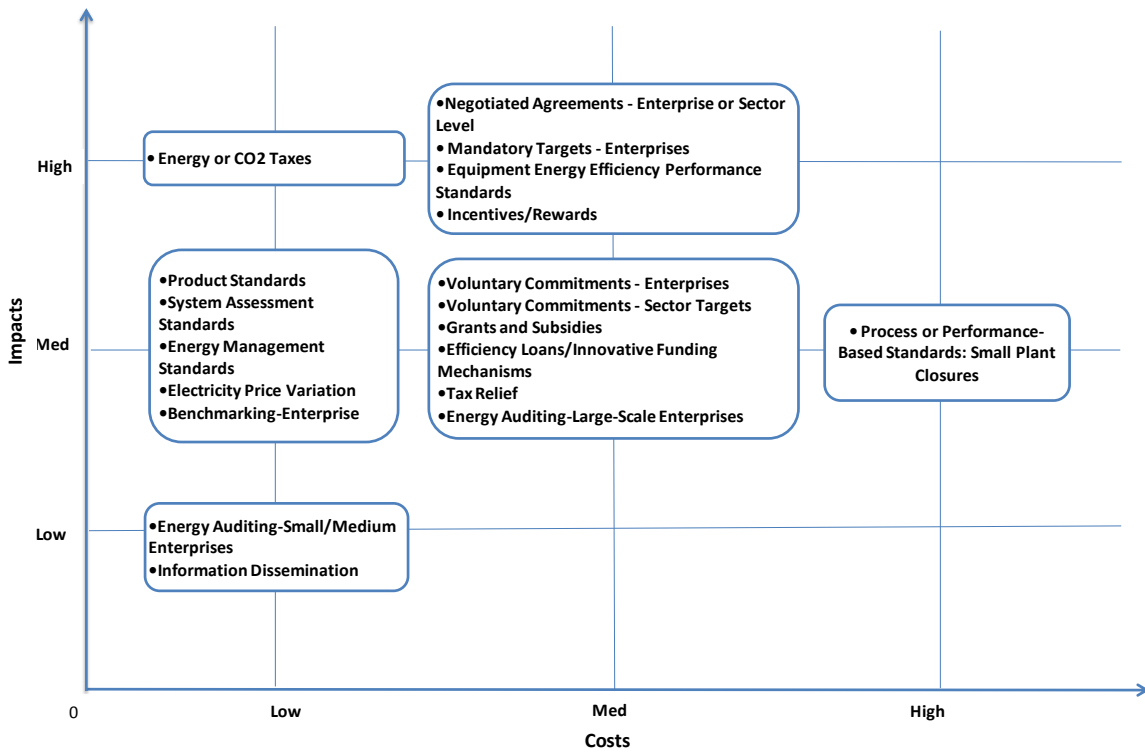 Impacts
High
Med
Low
• Energy or CO2 Taxes
•Negotiated Agreements - Enterprise or Sector
Level
• Mandatory Targets - Enterprises
• Equipment Energy Efficiency Performance
Standards
• Incentives/Rewards
•Product Standards
•System Assessment
Standards
•Energy Management
Standards
•Electricity Price Variation
•Benchmarking-Enterprise
•Voluntary Commitments - Enterprises
•Voluntary Commitments - Sector Targets
•Grants and Subsidies
•Efficiency Loans/Innovative Funding
Mechanisms
•Tax Relief
•Energy Auditing-Large-Scale Enterprises
• Process or Performance-
Based Standards: Small Plant
Closures
•Energy Auditing-Small/Medium
Enterprises
•Information Dissemination
0
Low
Med
High
Costs